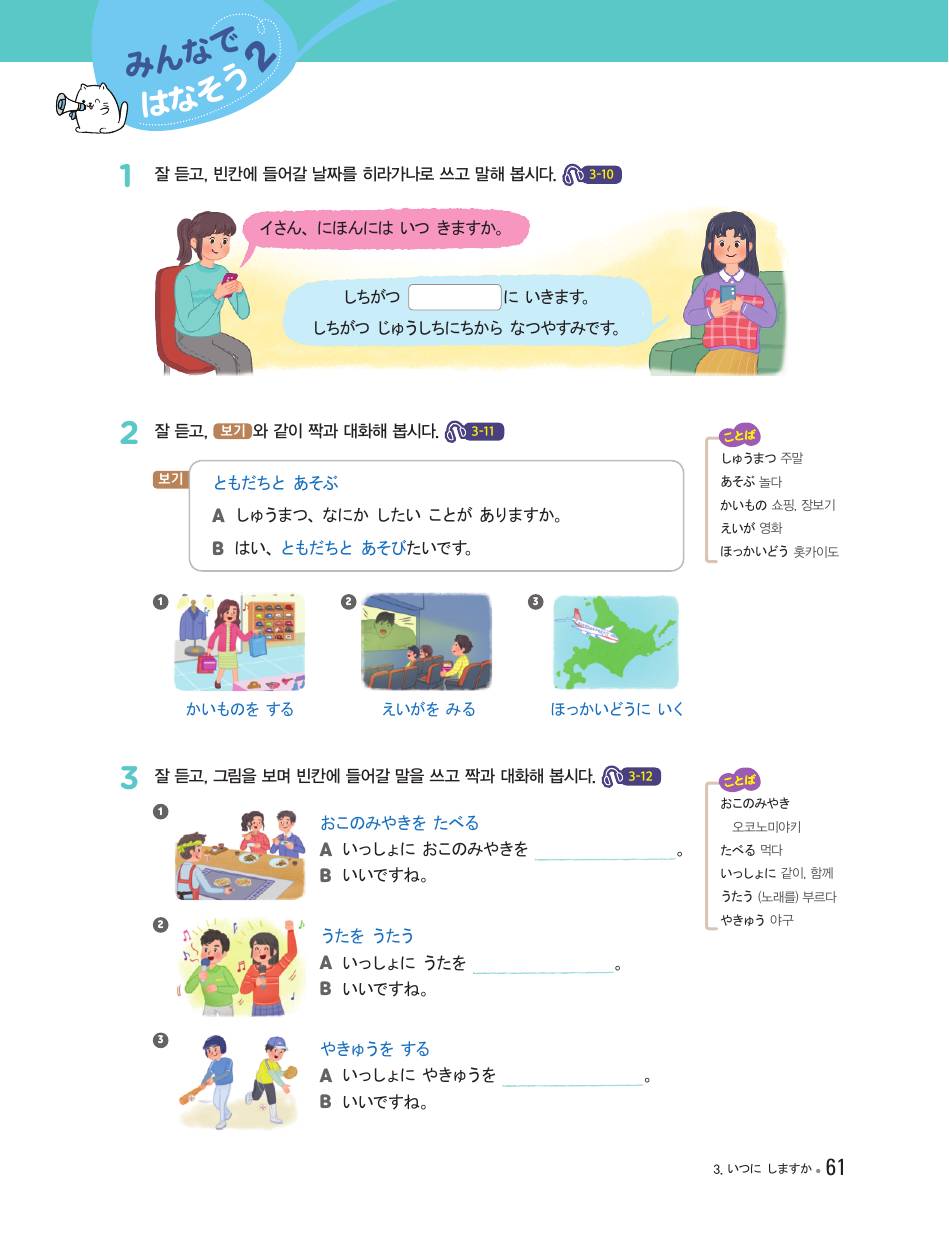 みんなで
はなそう2
1 잘 듣고, 빈칸에 들어갈 날짜를 히라가나로 쓰고 말해 봅시다. 3-10
イさん、にほんには いつ きますか。
しちがつ に いきます。
しちがつ じゅうしちにちから なつやすみです。
2 잘 듣고, 보기 와 같이 짝과 대화해 봅시다. 3-11
보기
ともだちと あそぶ
A しゅうまつ、なにか したい ことが ありますか。
B はい、ともだちと あそびたいです。
ことば
しゅうまつ 주말
あそぶ 놀다
かいもの 쇼핑, 장보기
えいが 영화
ほっかいどう 홋카이도
1 かいものを する
2 えいがを みる
3 ほっかいどうに いく
3 잘 듣고, 그림을 보며 빈칸에 들어갈 말을 쓰고 짝과 대화해 봅시다. 3-12
1 おこのみやきを たべる
A いっしょに おこのみやきを ______。
B いいですね。
2 うたを うたう
A いっしょに うたを ______。
B いいですね。
3 やきゅうを する
A いっしょに やきゅうを ______。
B いいですね。
ことば
おこのみやき
오코노미야키
たべる 먹다
いっしょに 같이, 함께
うたう (노래를) 부르다
やきゅう 야구
3. いつに しますか 61